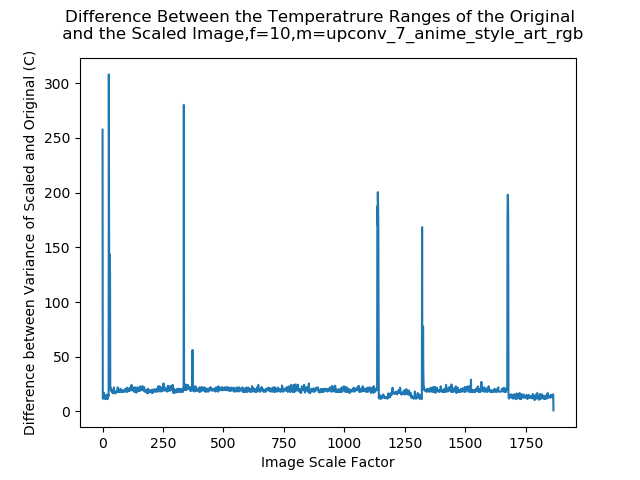 Difference Between the Temperatrure Ranges of the Original
and the Scaled Image,f=10,m=upconv_7_anime_style_art_rgb
Difference between Variance of Scaled and Original (C)
300
250
200
150
100
50
0
0 250 500 750 1000 1250 1500 1750
Image Scale Factor